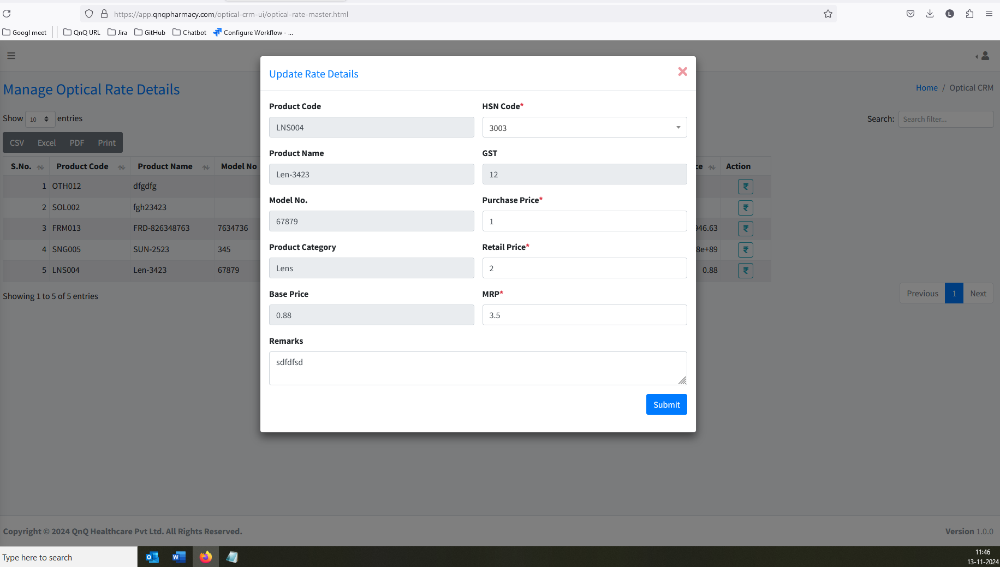 https://app.qnqpharmacy.com/optical-crm-ui/optical-rate-master.html
L
Googl meet QnQ URL Jira GitHub Chatbot Configure Workflow - ...
Update Rate Details
Manage Optical Rate Details
Home / Optical CRM
Product Code HSN Code*
LNS004 3003
Show 10 entries
Search: Search filter...
CSV Excel PDF Print
Product Name GST
Len-3423 12
S.No. Product Code Product Name Model No ce Action
1 OTH012 dfgdfg ₹
Model No. Purchase Price*
2 SOL002 fgh23423 ₹
67879 1
3 FRM013 FRD-826348763 7634736 946.63 ₹
Product Category Retail Price*
4 SNG005 SUN-2523 345 8e+89 ₹
Lens 2
5 LNS004 Len-3423 67879 0.88 ₹
Base Price MRP*
Showing 1 to 5 of 5 entries
Previous 1 Next
0.88 3.5
Remarks
sdfdfsd
Submit
Copyright © 2024 QnQ Healthcare Pvt Ltd. All Rights Reserved.
Version 1.0.0
Type here to search
11:46
13-11-2024